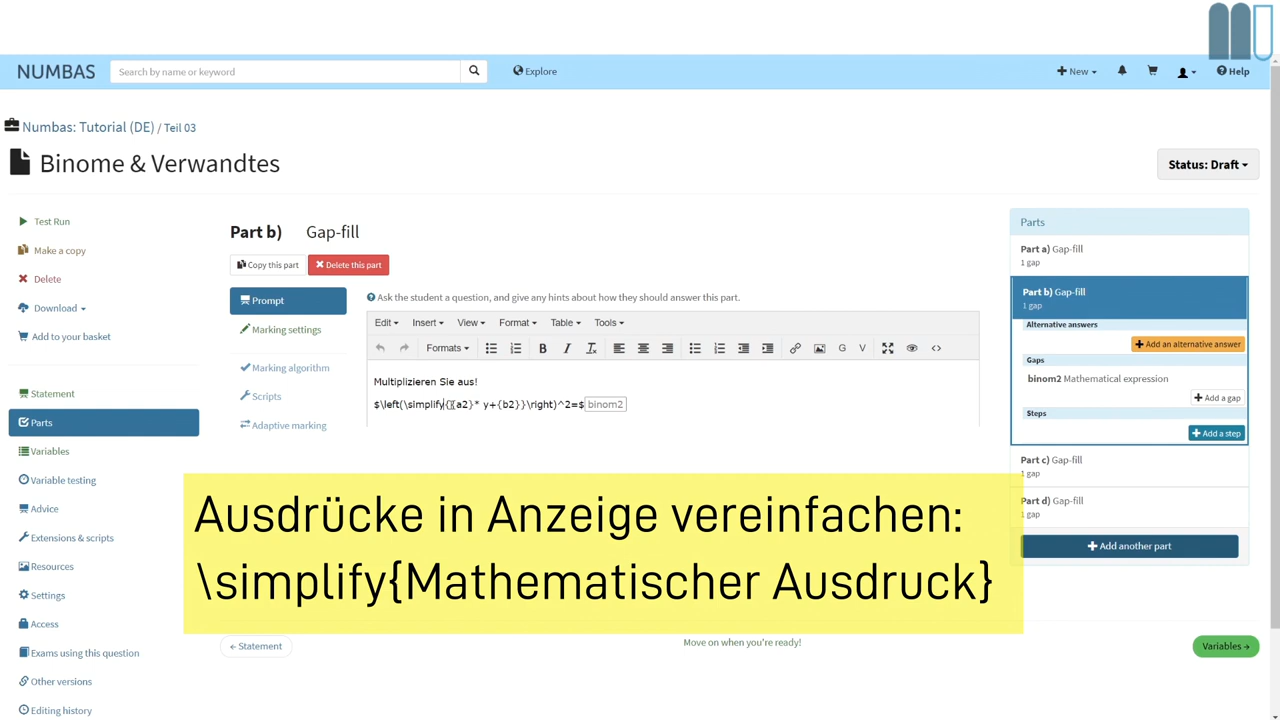 NUMBAS
Search by name or keyword
Explore
New
Help
Numbas: Tutorial (DE) / Teil 03
Binome & Verwandtes
Status: Draft
Test Run
Make a copy
Delete
Download
Add to your basket
Statement
Parts
Variables
Variable testing
Advice
Extensions & scripts
Resources
Settings
Access
Exams using this question
Other versions
Editing history
Part b) Gap-fill
Copy this part
Delete this part
Prompt
Marking settings
Marking algorithm
Scripts
Adaptive marking
Ask the student a question, and give any hints about how they should answer this part.
Edit Insert View Format Table Tools
Formats B I G V
Multiplizieren Sie aus!
$\left(\simplify{{a2}* y+{b2}}\right)^2=$ binom2
Parts
Part a) Gap-fill
1 gap
Part b) Gap-fill
1 gap
Alternative answers
Add an alternative answer
Gaps
binom2 Mathematical expression
Add a gap
Steps
Add a step
Part c) Gap-fill
1 gap
Part d) Gap-fill
1 gap
Add another part
Ausdrücke in Anzeige vereinfachen:
\simplify{Mathematischer Ausdruck}
← Statement
Move on when you're ready!
Variables →